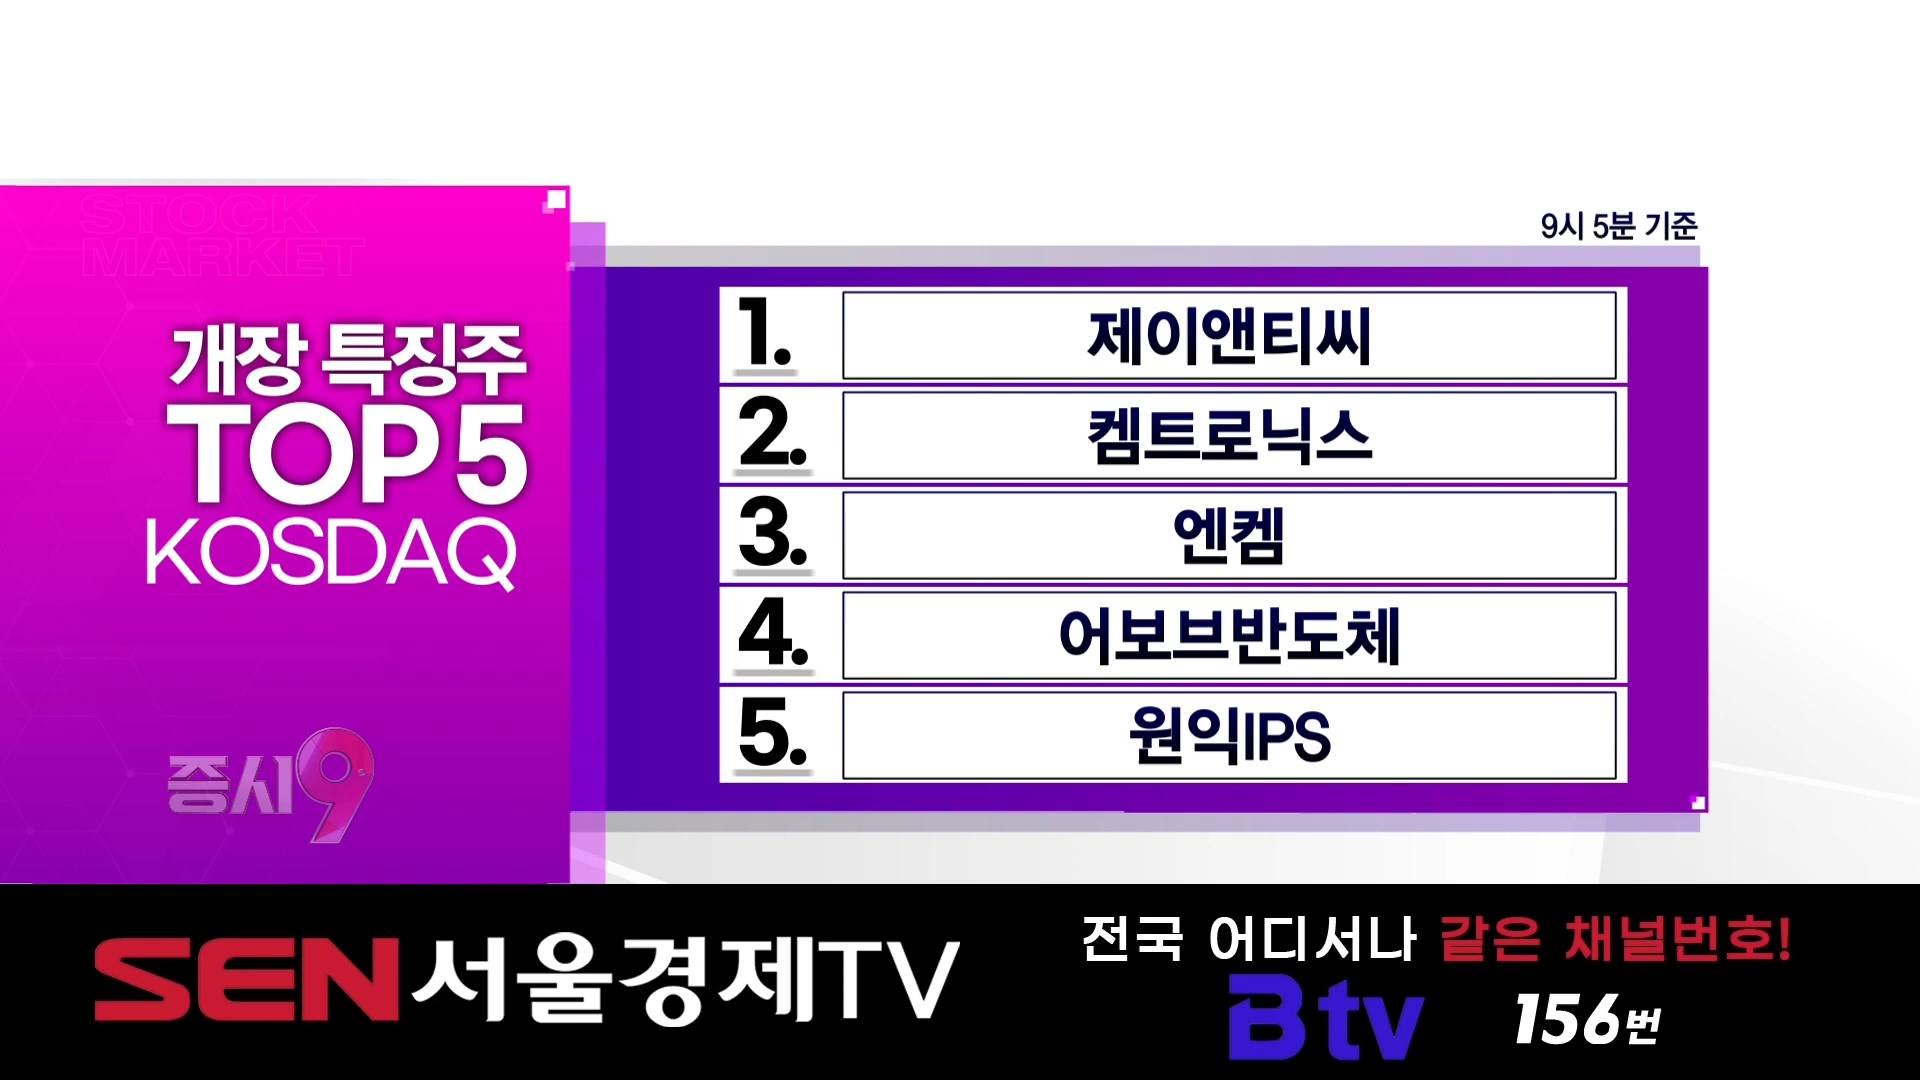 STOCK
MARKET
개장 특징주
TOP 5
KOSDAQ
증시9
9시 5분 기준
1. 제이앤티씨
2. 켐트로닉스
3. 엔켐
4. 어보브반도체
5. 원익IPS
SEN서울경제TV
전국 어디서나 같은 채널번호!
B tv 156번